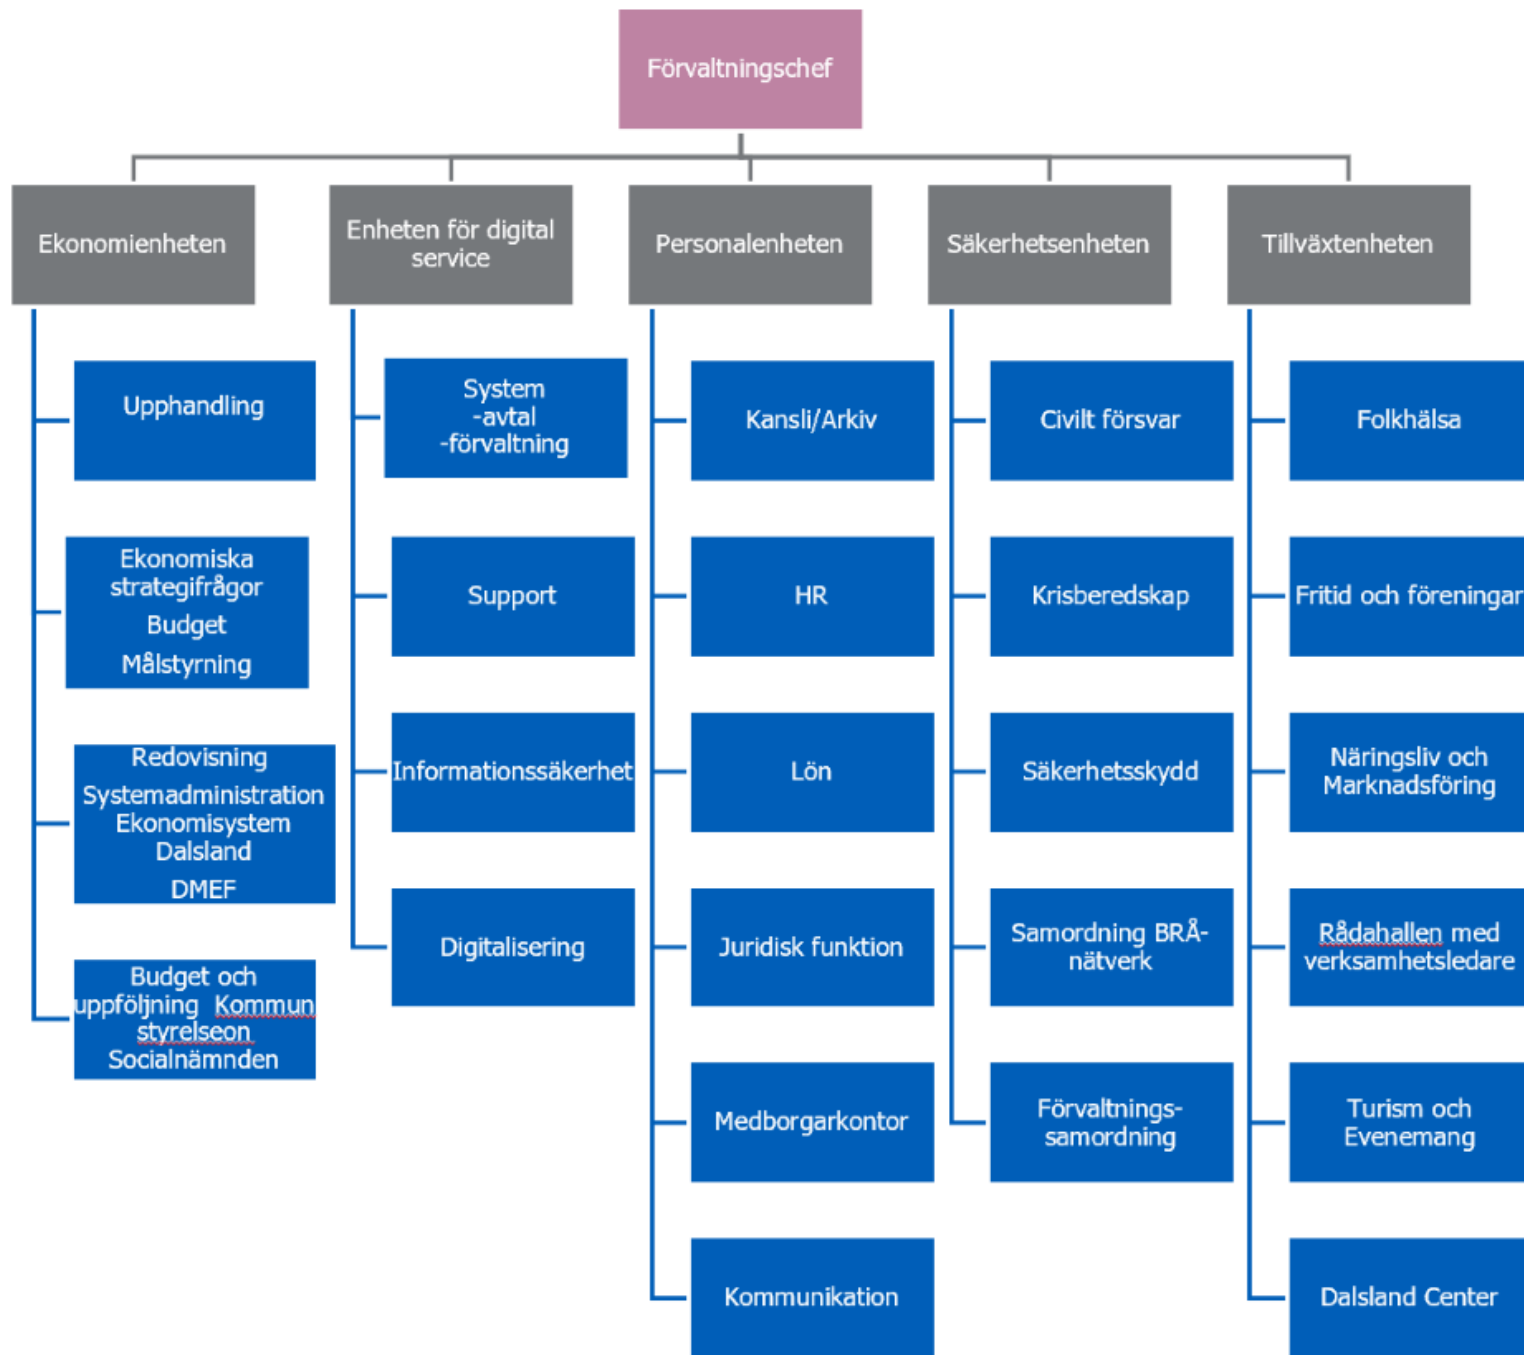 Förvaltningschef
Ekonomienheten
Enheten för digital
service
Personalenheten
Säkerhetsenheten
Tillväxtenheten
Upphandling
Ekonomiska
strategifrågor
Budget
Målstyrning
Redovisning
Systemadministration
Ekonomisystem
Dalsland
DMEF
Budget och
uppföljning Kommun
styrelseon
Socialnämnden
System
-avtal
-förvaltning
Support
Informationssäkerhet
Digitalisering
Kansli/Arkiv
HR
Lön
Juridisk funktion
Medborgarkontor
Kommunikation
Civilt försvar
Krisberedskap
Säkerhetsskydd
Samordning BRÅ-
nätverk
Förvaltnings-
samordning
Folkhälsa
Fritid och föreningar
Näringsliv och
Marknadsföring
Rådahallen med
verksamhetsledare
Turism och
Evenemang
Dalsland Center